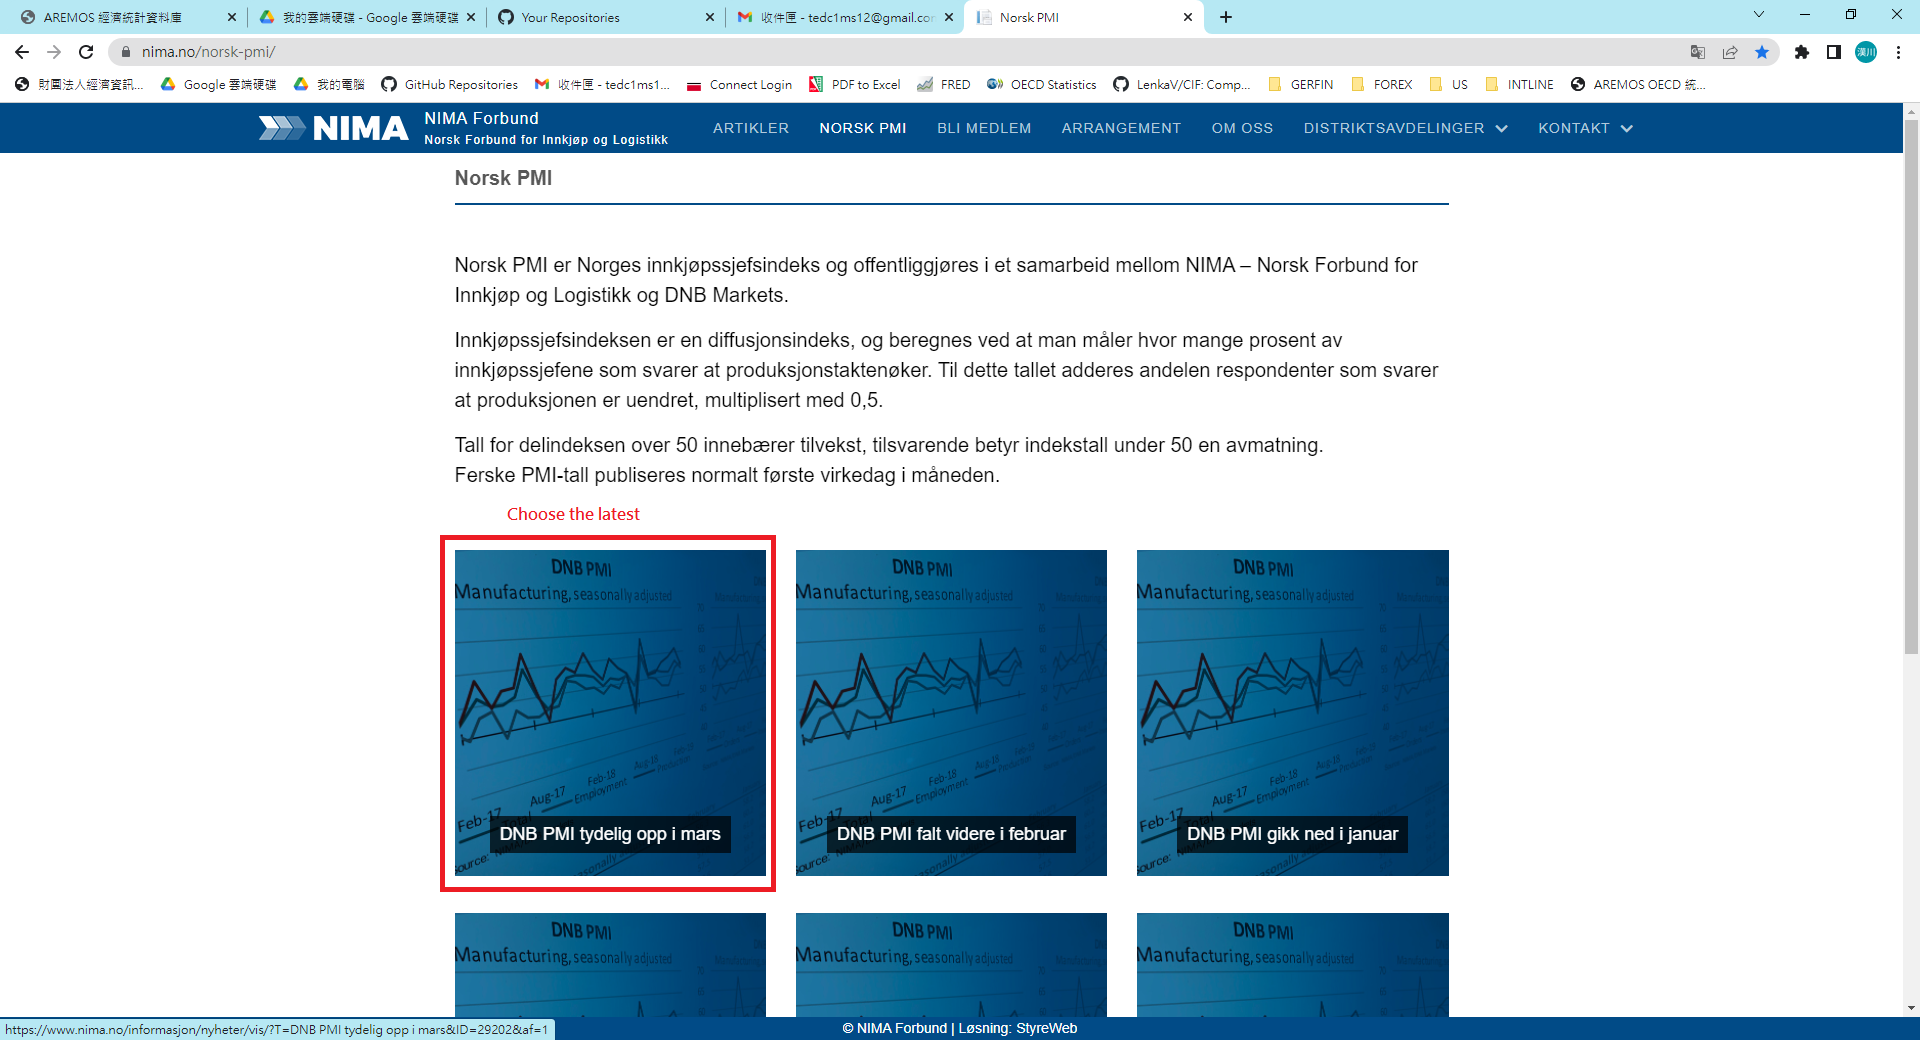 AREMOS 經濟統計資料庫
我的雲端硬碟 - Google 雲端硬碟
Your Repositories
收件匣 - tedc1ms12@gmail.co
Norsk PMI
nima.no/norsk-pmi/
漢川
財團法人經濟資訊...
Google 雲端硬碟
我的電腦
GitHub Repositories
收件匣 - tedc1ms1...
Connect Login
PDF to Excel
FRED
OECD Statistics
LenkaV/CIF: Comp...
GERFIN
FOREX
US
INTLINE
AREMOS OECD 統...
NIMA
NIMA Forbund
Norsk Forbund for Innkjøp og Logistikk
ARTIKLER
NORSK PMI
BLI MEDLEM
ARRANGEMENT
OM OSS
DISTRIKTSAVDELINGER
KONTAKT
Norsk PMI
Norsk PMI er Norges innkjøpssjefsindeks og offentliggjøres i et samarbeid mellom NIMA – Norsk Forbund for
Innkjøp og Logistikk og DNB Markets.
Innkjøpssjefsindeksen er en diffusjonsindeks, og beregnes ved at man måler hvor mange prosent av
innkjøpssjefene som svarer at produksjonstaktenøker. Til dette tallet adderes andelen respondenter som svarer
at produksjonen er uendret, multiplisert med 0,5.
Tall for delindeksen over 50 innebærer tilvekst, tilsvarende betyr indekstall under 50 en avmatning.
Ferske PMI-tall publiseres normalt første virkedag i måneden.
Choose the latest
DNB PMI
Manufacturing, seasonally adjusted
Feb-17
Aug-17
Feb-18
Aug-18
Employment
Production
DNB PMI tydelig opp i mars
DNB PMI
Manufacturing, seasonally adjusted
Feb-17
Aug-17
Feb-18
Aug-18
Employment
Production
DNB PMI falt videre i februar
DNB PMI
Manufacturing, seasonally adjusted
Feb-17
Aug-17
Feb-18
Aug-18
Employment
Production
DNB PMI gikk ned i januar
DNB PMI
Manufacturing, seasonally adjusted
DNB PMI
Manufacturing, seasonally adjusted
DNB PMI
Manufacturing, seasonally adjusted
https://www.nima.no/informasjon/nyheter/vis/?T=DNB PMI tydelig opp i mars&ID=29202&af=1
© NIMA Forbund | Løsning: StyreWeb